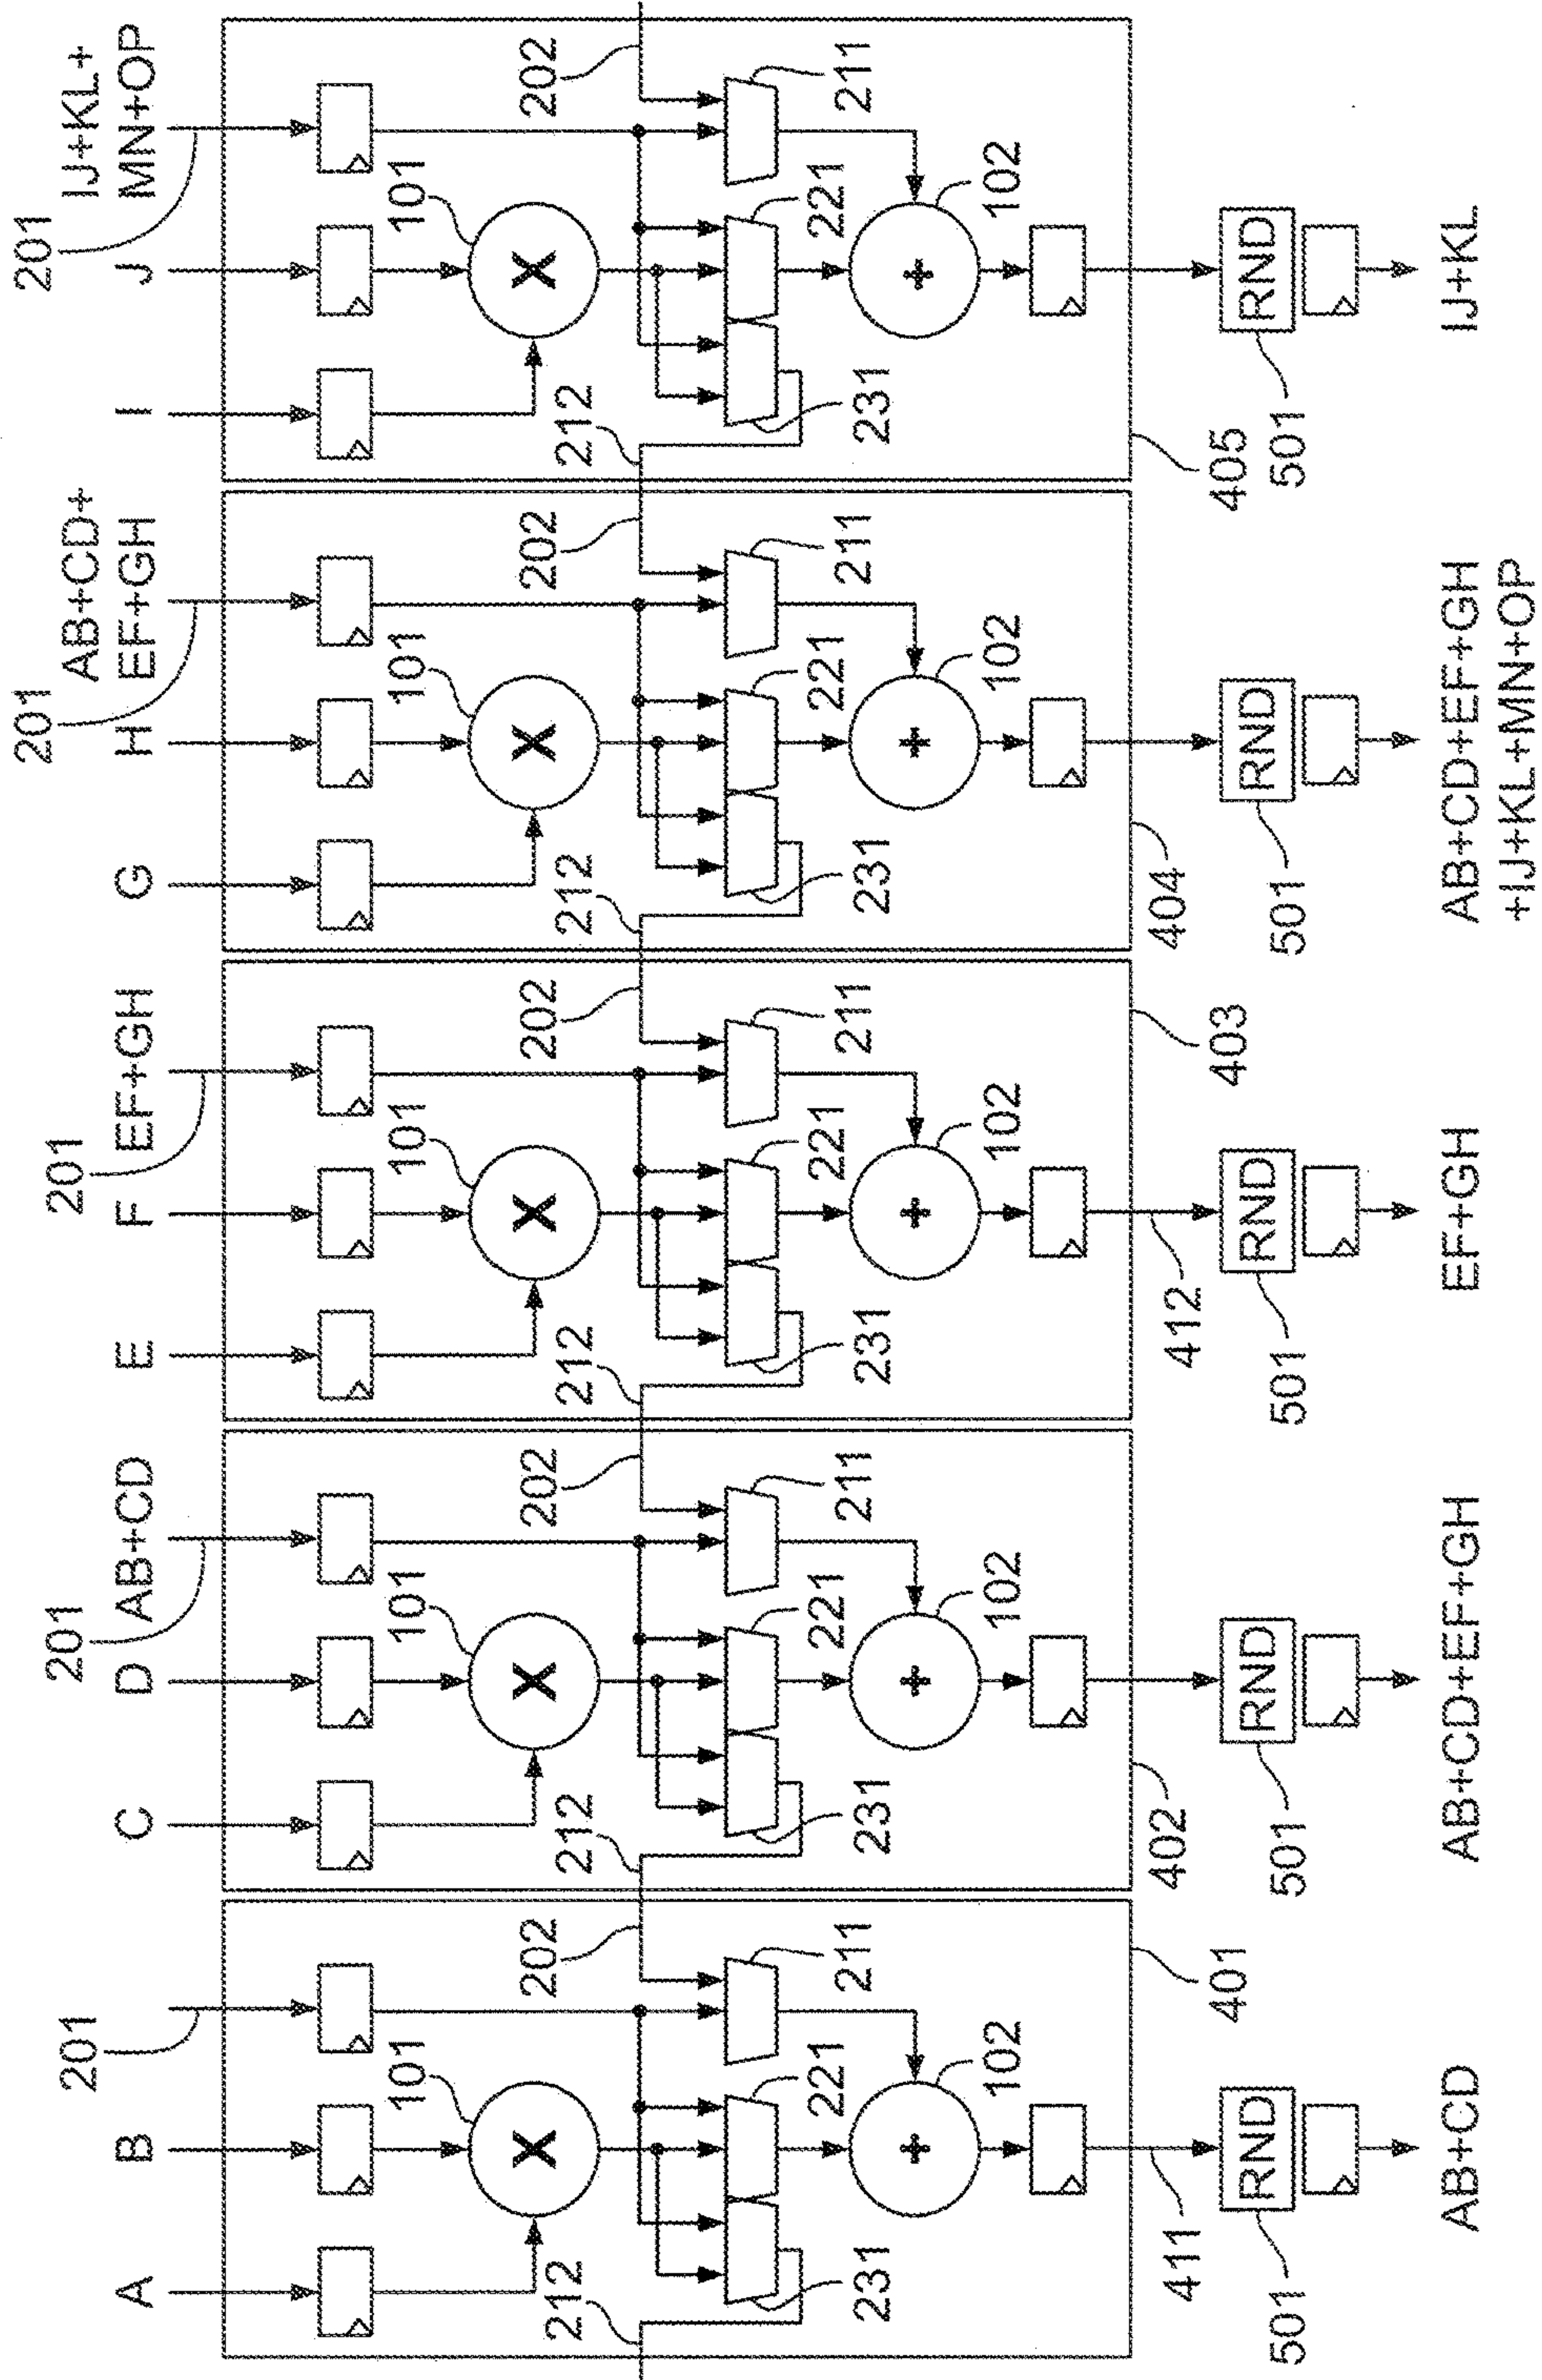 201
201
201
201
201
AB+CD+
IJ+KL+
A
B
C
D
AB+CD
E
F
EF+GH
G
H
EF+GH
I
J
MN+OP
101
101
101
101
101
X
202
X
202
X
202
X
202
X
202
212
212
212
212
212
221
211
221
211
221
211
221
211
221
211
231
231
231
231
231
+
+
+
+
+
102
102
102
102
102
411
401
402
412
403
404
405
RND
RND
RND
RND
RND
501
501
501
501
501
AB+CD
AB+CD+EF+GH
EF+GH
AB+CD+EF+GH
+IJ+KL+MN+OP
IJ+KL